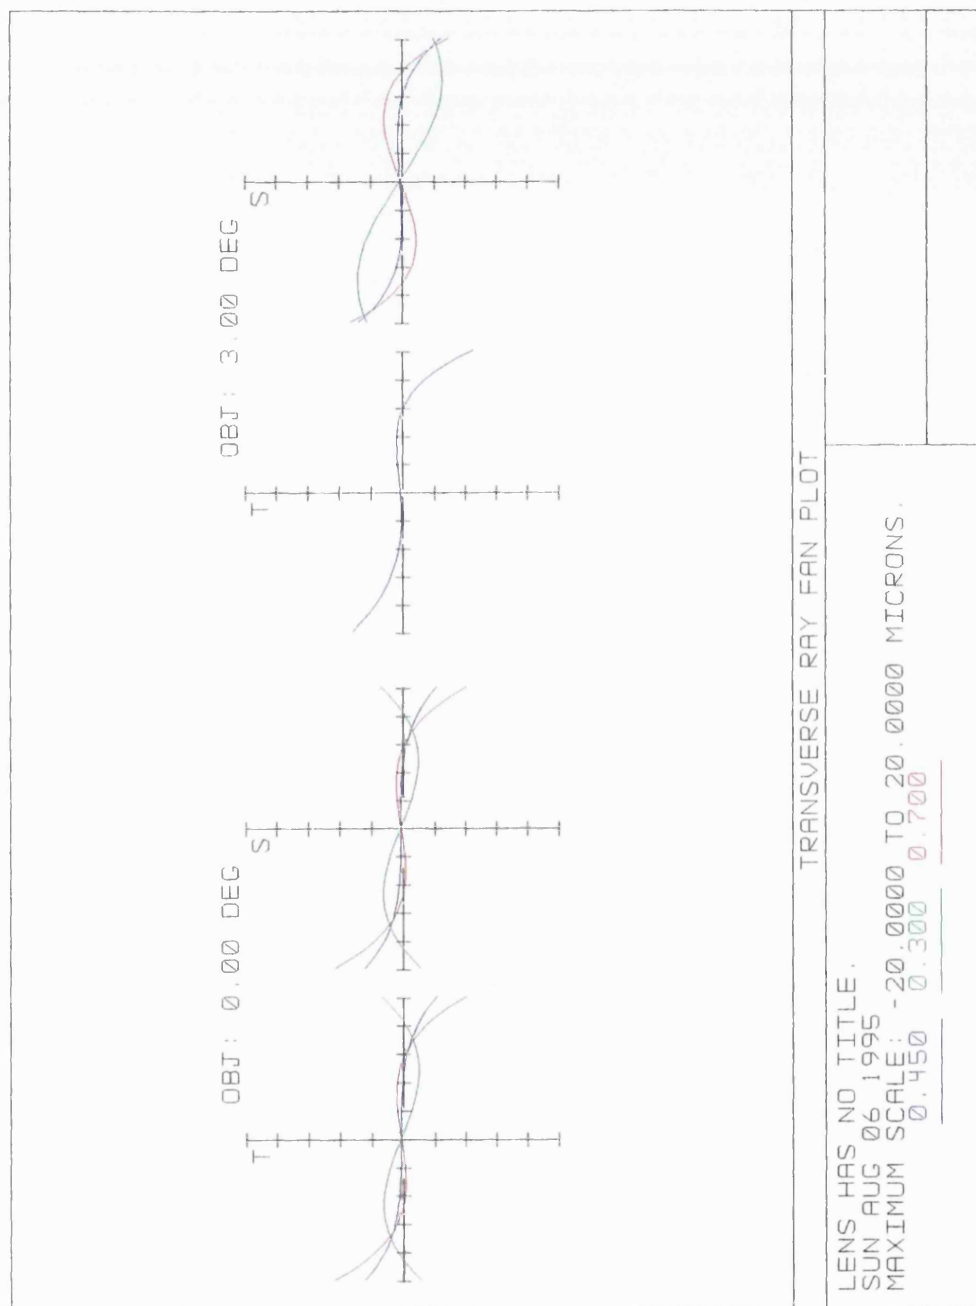 OBJ: 0.00 DEG
T
S
OBJ: 3.00 DEG
T
S
TRANSVERSE RAY FAN PLOT
LENS HAS NO TITLE.
SUN AUG 06 1995
MAXIMUM SCALE: -20.0000 TO 20.0000 MICRONS.
0.450 0.300 0.700